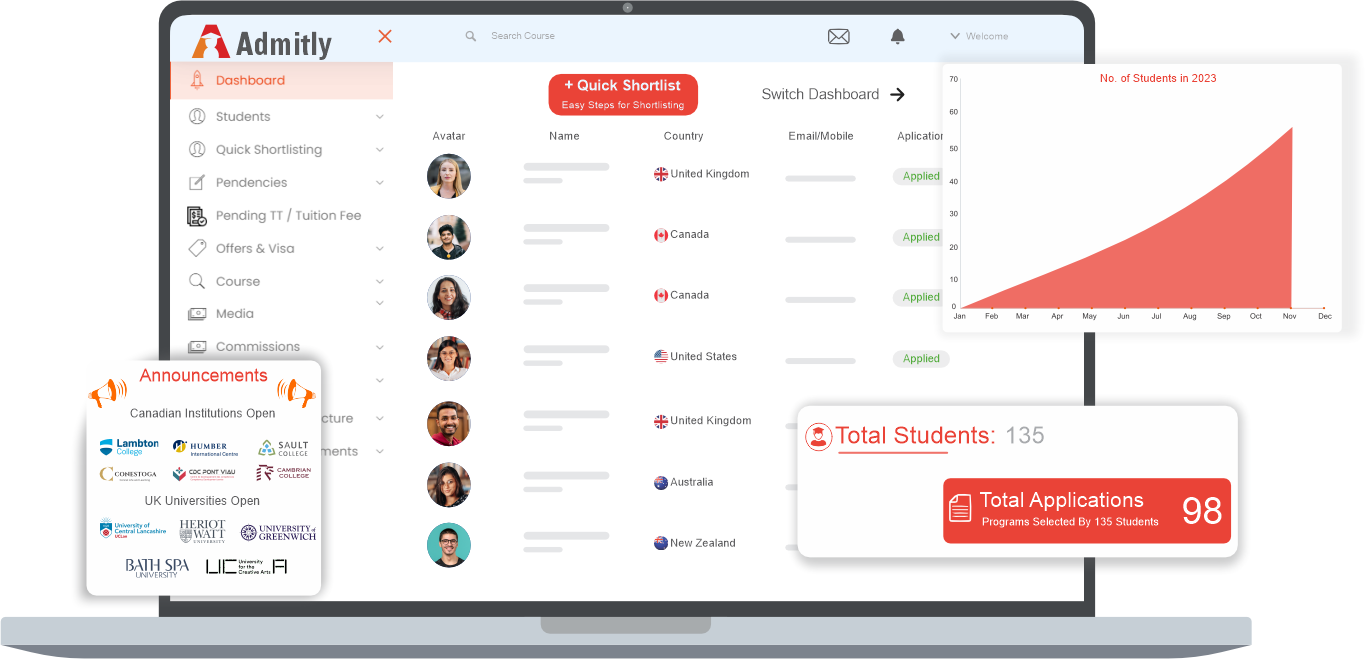 Admitly
Search Course
Welcome
Dashboard
Students
Quick Shortlisting
Pendencies
Pending TT / Tuition Fee
Offers & Visa
Course
Media
Commissions
cture
ments
+ Quick Shortlist
Easy Steps for Shortlisting
Switch Dashboard
Avatar Name Country Email/Mobile Aplication
United Kingdom Applied
Canada Applied
Canada Applied
United States Applied
United Kingdom
Australia
New Zealand
No. of Students in 2023
70
60
50
40
30
20
10
0
Jan Feb Mar Apr May Jun Jul Aug Sep Oct Nov Dec
Total Students: 135
Total Applications
Programs Selected By 135 Students
98
Announcements
Canadian Institutions Open
Lambton
College
HUMBER
International Centre
SAULT
COLLEGE
CONESTOGA
CDC PONT VIAU
CAMBRIAN
COLLEGE
UK Universities Open
University of
Central Lancashire
UCLan
HERIOT
WATT
UNIVERSITY
UNIVERSITY of
GREENWICH
BATH SPA
UNIVERSITY
University
for the
Creative Arts